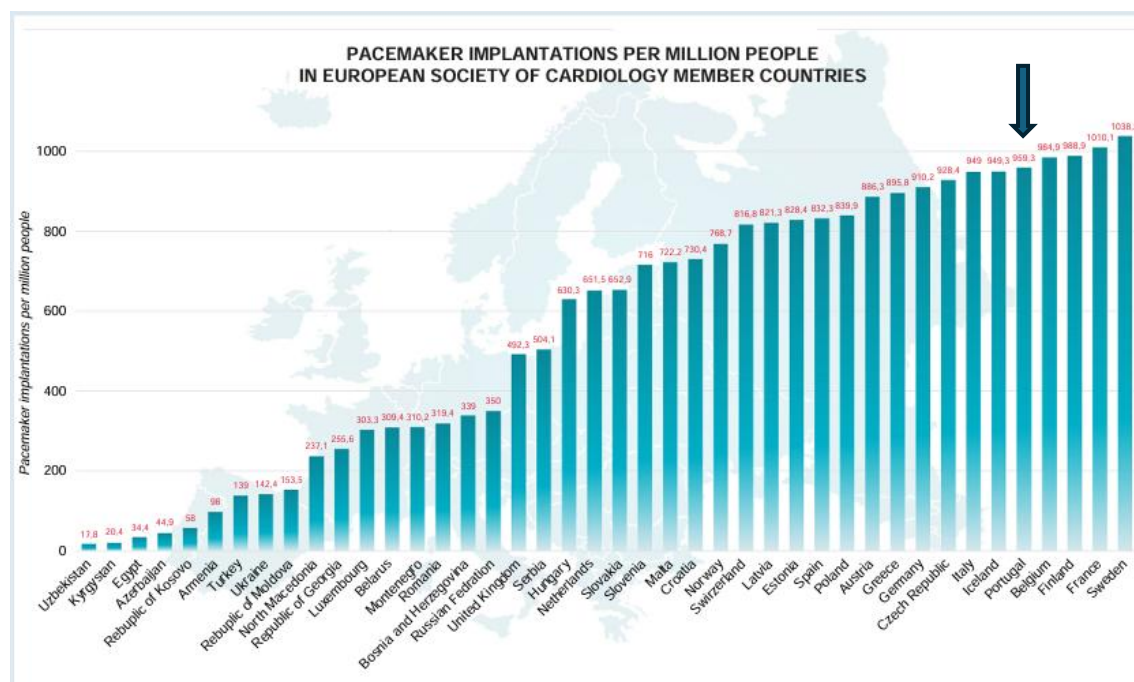 PACEMAKER IMPLANTATIONS PER MILLION PEOPLE
IN EUROPEAN SOCIETY OF CARDIOLOGY MEMBER COUNTRIES
Pacemaker implantations per million people
1000
800
600
400
200
0
17,8
20,4
34,4
44,9
58
98
139
142,4
153,5
237,1
255,6
303,3
309,4
310,2
319,4
339
350
492,3
504,1
630,3
651,5
652,9
716
722,2
730,4
768,7
816,8
821,3
828,4
832,3
839,9
886,3
895,8
910,2
928,4
949
949,3
959,3
984,9
988,9
1010,1
1038,
Uzbekistan
Kyrgstan
Egypt
Azerbaijan
Rebuplic of Kosovo
Armenia
Turkey
Ukraine
Rebuplic of Moldova
North Macedonia
Republic of Georgia
Luxembourg
Belarus
Montenegro
Romania
Bosnia and Herzegovina
Russian Fedration
United Kingdom
Serbia
Hungary
Netherlands
Slovakia
Slovenia
Malta
Croatia
Norway
Swirzerland
Latvia
Estonia
Spain
Poland
Austria
Greece
Germany
Czech Republic
Italy
Iceland
Portugal
Belgium
Finland
France
Sweden